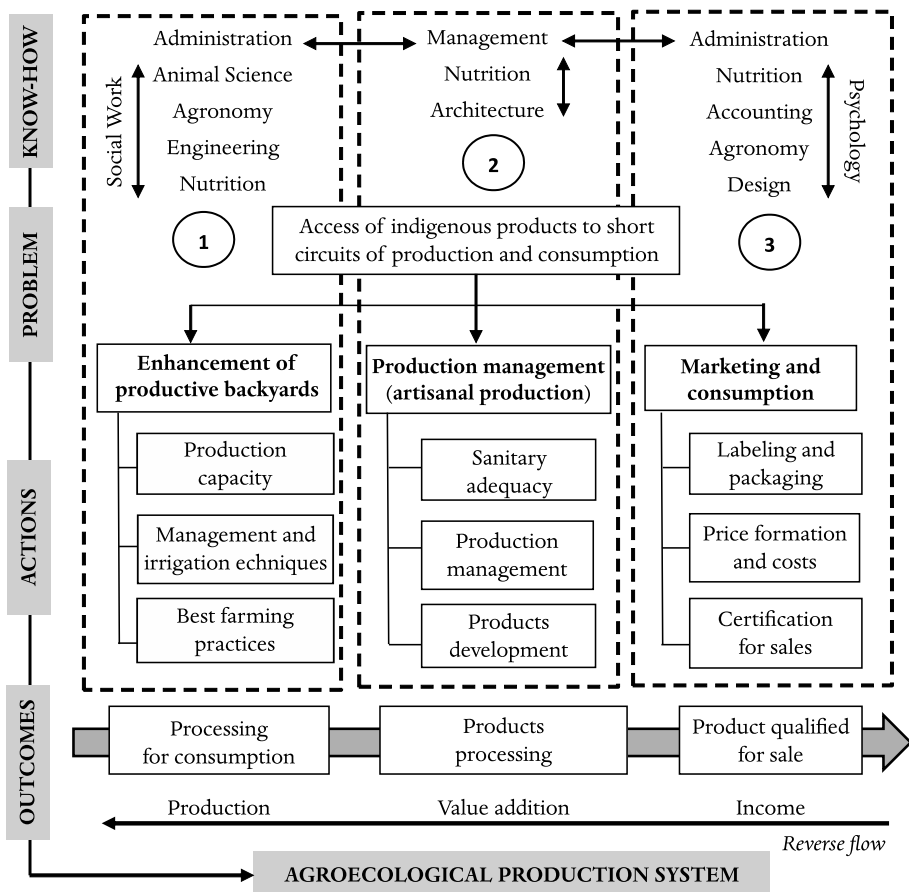 KNOW-HOW
Social Work
Administration
Animal Science
Agronomy
Engineering
Nutrition
1
Management
Nutrition
Architecture
2
Administration
Nutrition
Accounting
Agronomy
Design
Psychology
3
PROBLEM
Access of indigenous products to short
circuits of production and consumption
Enhancement of
productive backyards
Production management
(artisanal production)
Marketing and
consumption
ACTIONS
Production
capacity
Management and
irrigation echniques
Best farming
practices
Sanitary
adequacy
Production
management
Products
development
Labeling and
packaging
Price formation
and costs
Certification
for sales
OUTCOMES
Processing
for consumption
Products
processing
Product qualified
for sale
Production
Value addition
Income
Reverse flow
AGROECOLOGICAL PRODUCTION SYSTEM